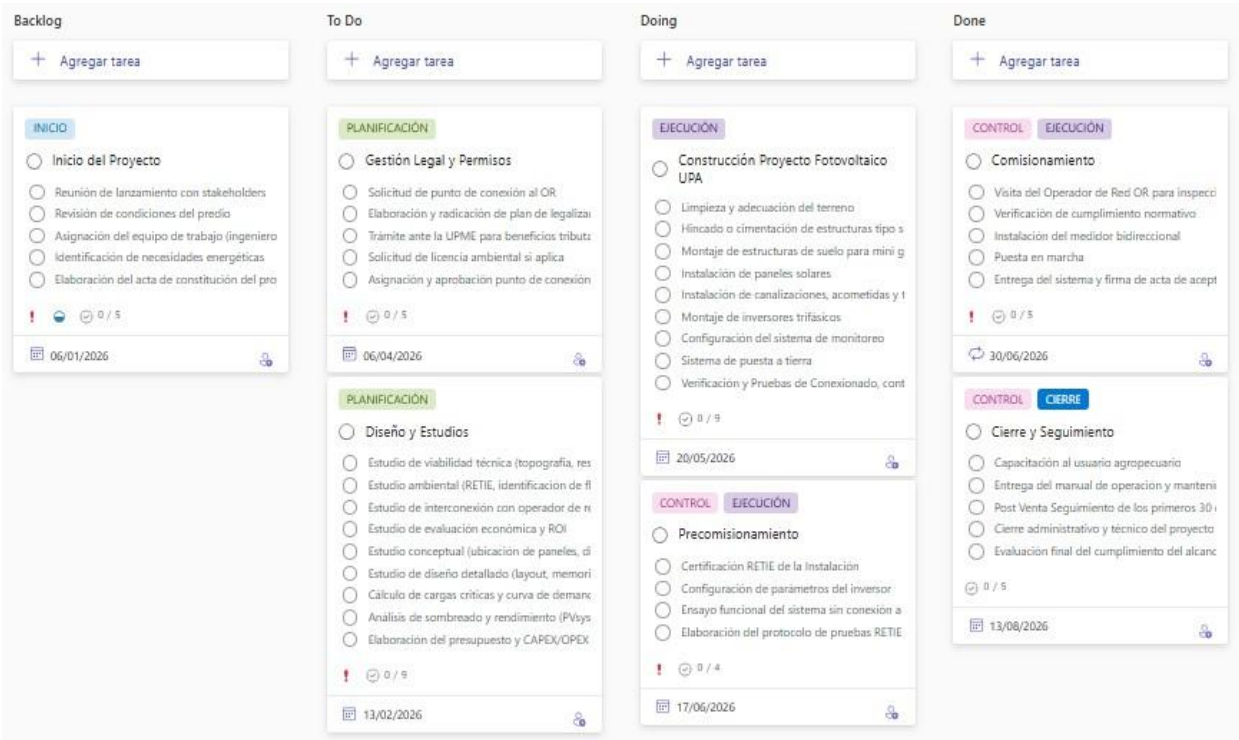 Backlog
Agregar tarea
INICIO
Inicio del Proyecto
Reunión de lanzamiento con stakeholders
Revisión de condiciones del predio
Asignación del equipo de trabajo (ingeniero
Identificación de necesidades energéticas
Elaboración del acta de constitución del pro
0 / 5
06/01/2026
To Do
Agregar tarea
PLANIFICACIÓN
Gestión Legal y Permisos
Solicitud de punto de conexión al OR
Elaboración y radicación de plan de legaliza
Trámite ante la UPME para beneficios tributa
Solicitud de licencia ambiental si aplica
Asignación y aprobación punto de conexión
0 / 5
06/04/2026
PLANIFICACIÓN
Diseño y Estudios
Estudio de viabilidad técnica (topografía, res
Estudio ambiental (RETIE, identificacion de fl
Estudio de interconexión con operador de re
Estudio de evaluación económica y ROI
Estudio conceptual (ubicación de paneles, di
Estudio de diseño detallado (layout, memori
Cálculo de cargas críticas y curva de demanc
Análisis de sombreado y rendimiento (PVsys
Elaboración del presupuesto y CAPEX/OPEX
0 / 9
13/02/2026
Doing
Agregar tarea
EJECUCIÓN
Construcción Proyecto Fotovoltaico
UPA
Limpieza y adecuación del terreno
Hincado o cimentación de estructuras tipo s
Montaje de estructuras de suelo para mini g
Instalación de paneles solares
Instalación de canalizaciones, acometidas y t
Montaje de inversores trifásicos
Configuración del sistema de monitoreo
Sistema de puesta a tierra
Verificación y Pruebas de Conexionado, cont
0 / 9
20/05/2026
CONTROL EJECUCIÓN
Precomisionamiento
Certificación RETIE de la Instalación
Configuración de parámetros del inversor
Ensayo funcional del sistema sin conexión a
Elaboración del protocolo de pruebas RETIE
0 / 4
17/06/2026
Done
Agregar tarea
CONTROL EJECUCIÓN
Comisionamiento
Visita del Operador de Red OR para inspecci
Verificación de cumplimiento normativo
Instalación del medidor bidireccional
Puesta en marcha
Entrega del sistema y firma de acta de acept
0 / 5
30/06/2026
CONTROL CIERRE
Cierre y Seguimiento
Capacitación al usuario agropecuario
Entrega del manual de operación y manteni
Post Venta Seguimiento de los primeros 30
Cierre administrativo y técnico del proyecto
Evaluación final del cumplimiento del alcanc
0 / 5
13/08/2026